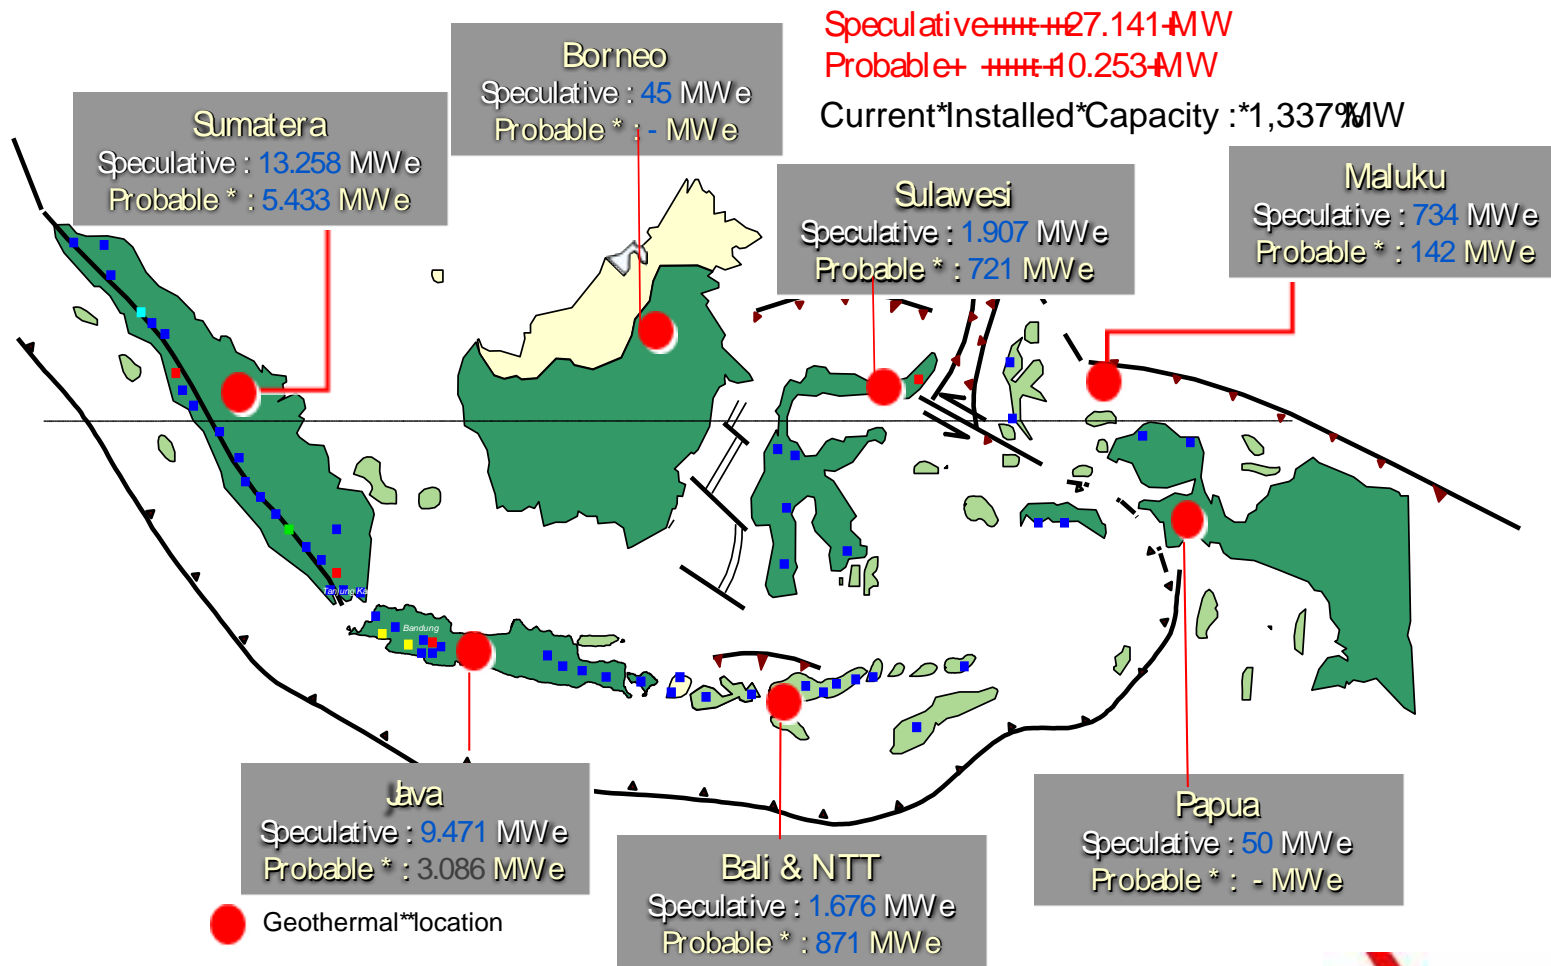 Speculative+++++:+++27.141+MW
Probable+ +++++:++10.253+MW
Current*Installed*Capacity :*1,337%MW
Borneo
Speculative : 45 MWe
Probable * : - MWe
Sumatera
Speculative : 13.258 MWe
Probable * : 5.433 MWe
Sulawesi
Speculative : 1.907 MWe
Probable * : 721 MWe
Maluku
Speculative : 734 MWe
Probable * : 142 MWe
Bandung
Java
Speculative : 9.471 MWe
Probable * : 3.086 MWe
Bali & NTT
Speculative : 1.676 MWe
Probable * : 871 MWe
Papua
Speculative : 50 MWe
Probable * : - MWe
Geothermal**location